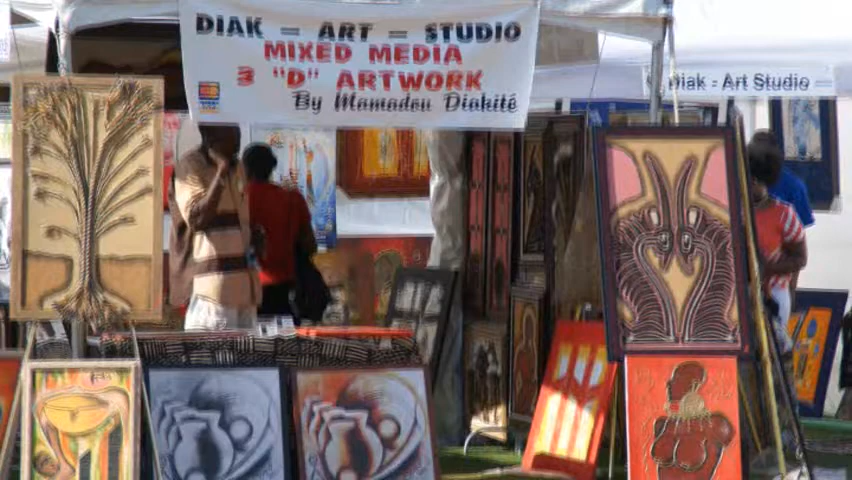 DIAK = ART = STUDIO
MIXED MEDIA
3 "D" ARTWORK
By Mamadou Diakité
Diak - Art Studio